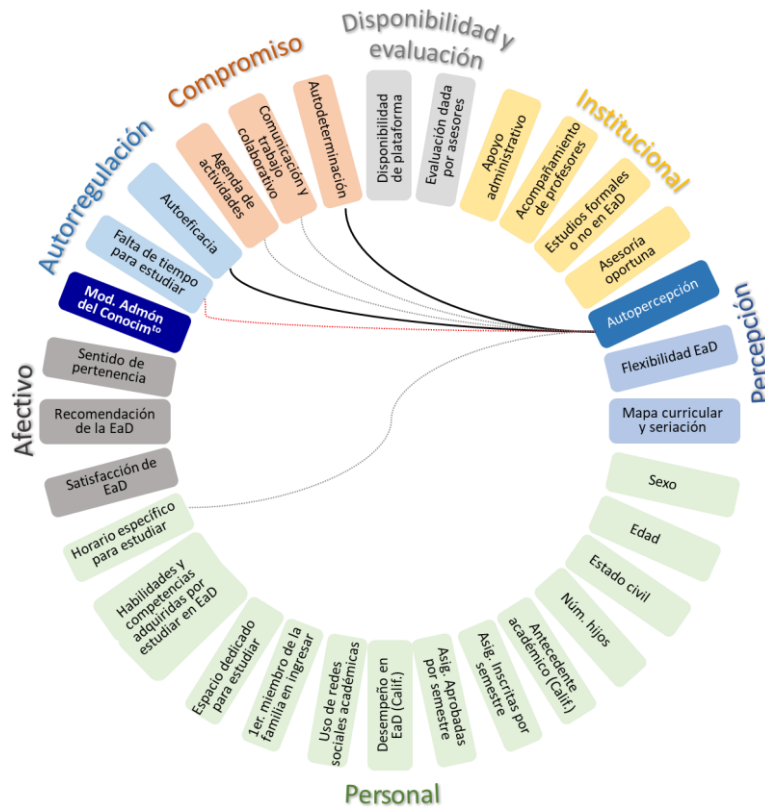 Disponibilidad y
evaluación
Disponibilidad
de plataforma
Evaluación dada
por asesores
Institucional
Apoyo
administrativo
Acompañamiento
de profesores
Estudios formales
o no en EaD
Asesoría
oportuna
Percepción
Autopercepción
Flexibilidad EaD
Mapa curricular
y seriación
Sexo
Edad
Estado civil
Núm. hijos
Antecedente
académico (Calif.)
Asig. Inscritas por
semestre
Asig. Aprobadas
por semestre
Desempeño en
EaD (Calif.)
Uso de redes
sociales académicas
1er. miembro de la
familia en ingresar
Espacio dedicado
para estudiar
Habilidades y
competencias
adquiridas por
estudiar en EaD
Horario específico
para estudiar
Personal
Afectivo
Satisfacción de
EaD
Recomendación
de la EaD
Sentido de
pertenencia
Mod. Admón
del Conocimᵗᵒ
Autorregulación
Falta de tiempo
para estudiar
Autoeficacia
Compromiso
Agenda de
actividades
Comunicación y
trabajo
colaborativo
Autodeterminación